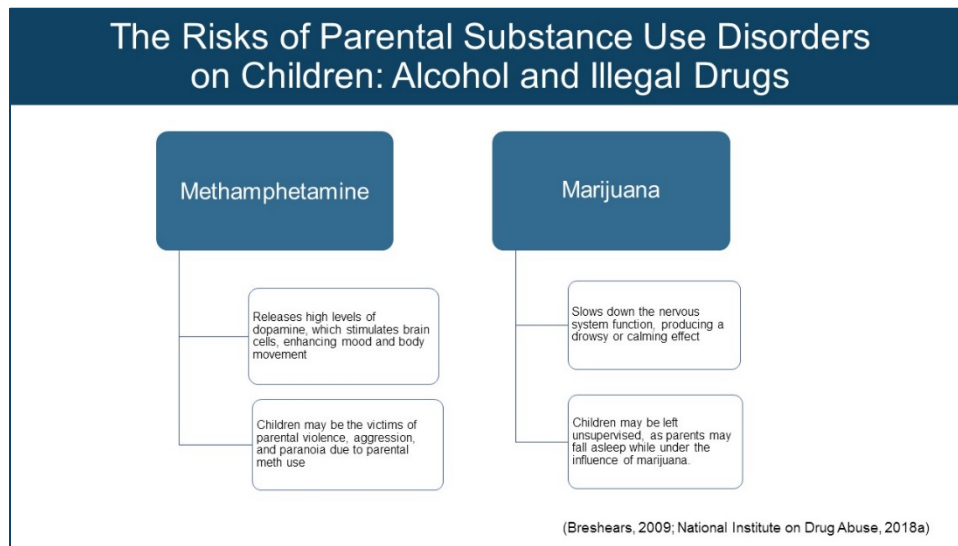 The Risks of Parental Substance Use Disorders
on Children: Alcohol and Illegal Drugs
Methamphetamine
Releases high levels of
dopamine, which stimulates brain
cells, enhancing mood and body
movement
Children may be the victims of
parental violence, aggression,
and paranoia due to parental
meth use
Marijuana
Slows down the nervous
system function, producing a
drowsy or calming effect
Children may be left
unsupervised, as parents may
fall asleep while under the
influence of marijuana.
(Breshears, 2009; National Institute on Drug Abuse, 2018a)